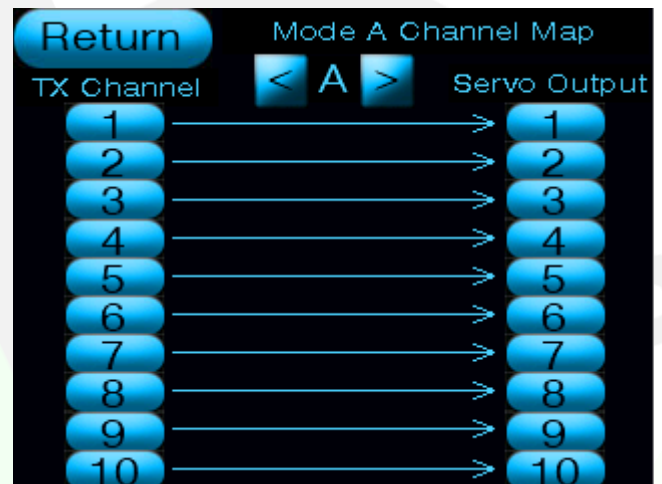 Return
Mode A Channel Map
< A >
TX Channel
Servo Output
1 1
2 2
3 3
4 4
5 5
6 6
7 7
8 8
9 9
10 10